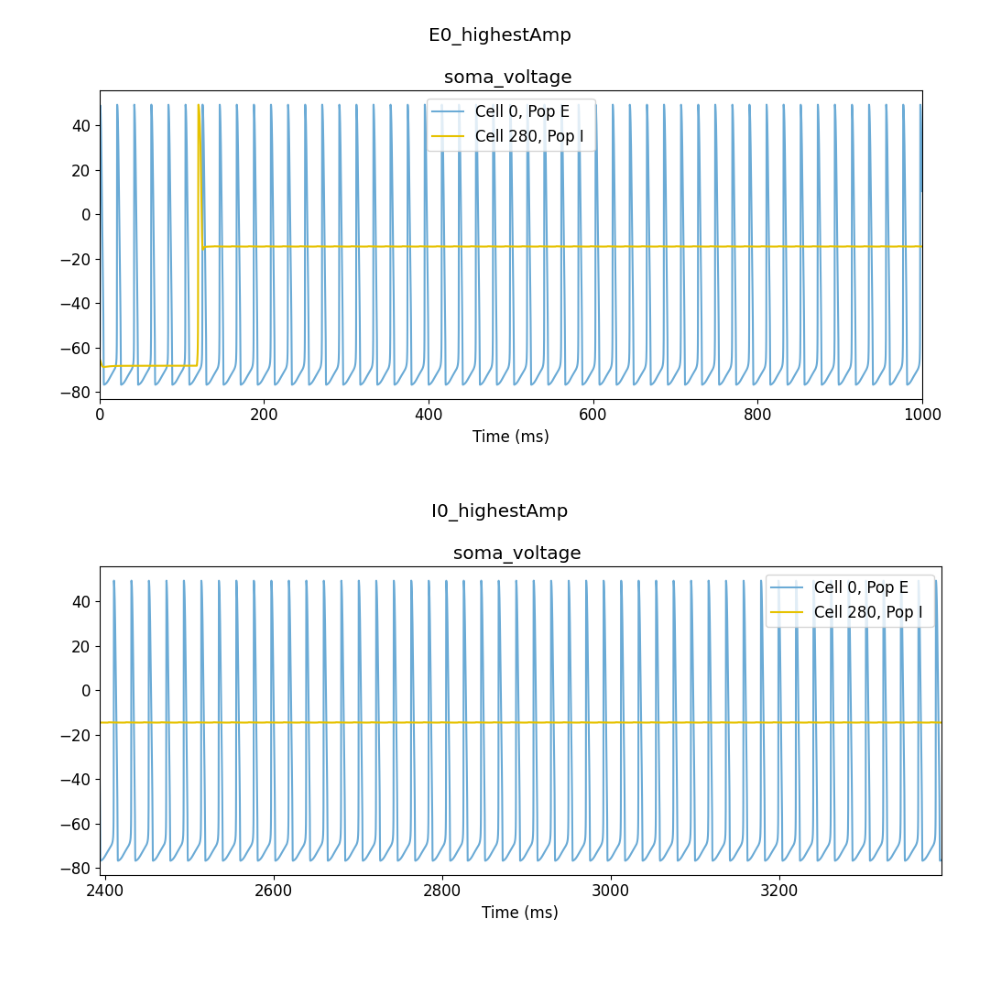 E0_highestAmp
soma_voltage
Cell 0, Pop E
Cell 280, Pop I
40
20
0
−20
−40
−60
−80
0 200 400 600 800 1000
Time (ms)
I0_highestAmp
soma_voltage
Cell 0, Pop E
Cell 280, Pop I
40
20
0
−20
−40
−60
−80
2400 2600 2800 3000 3200
Time (ms)